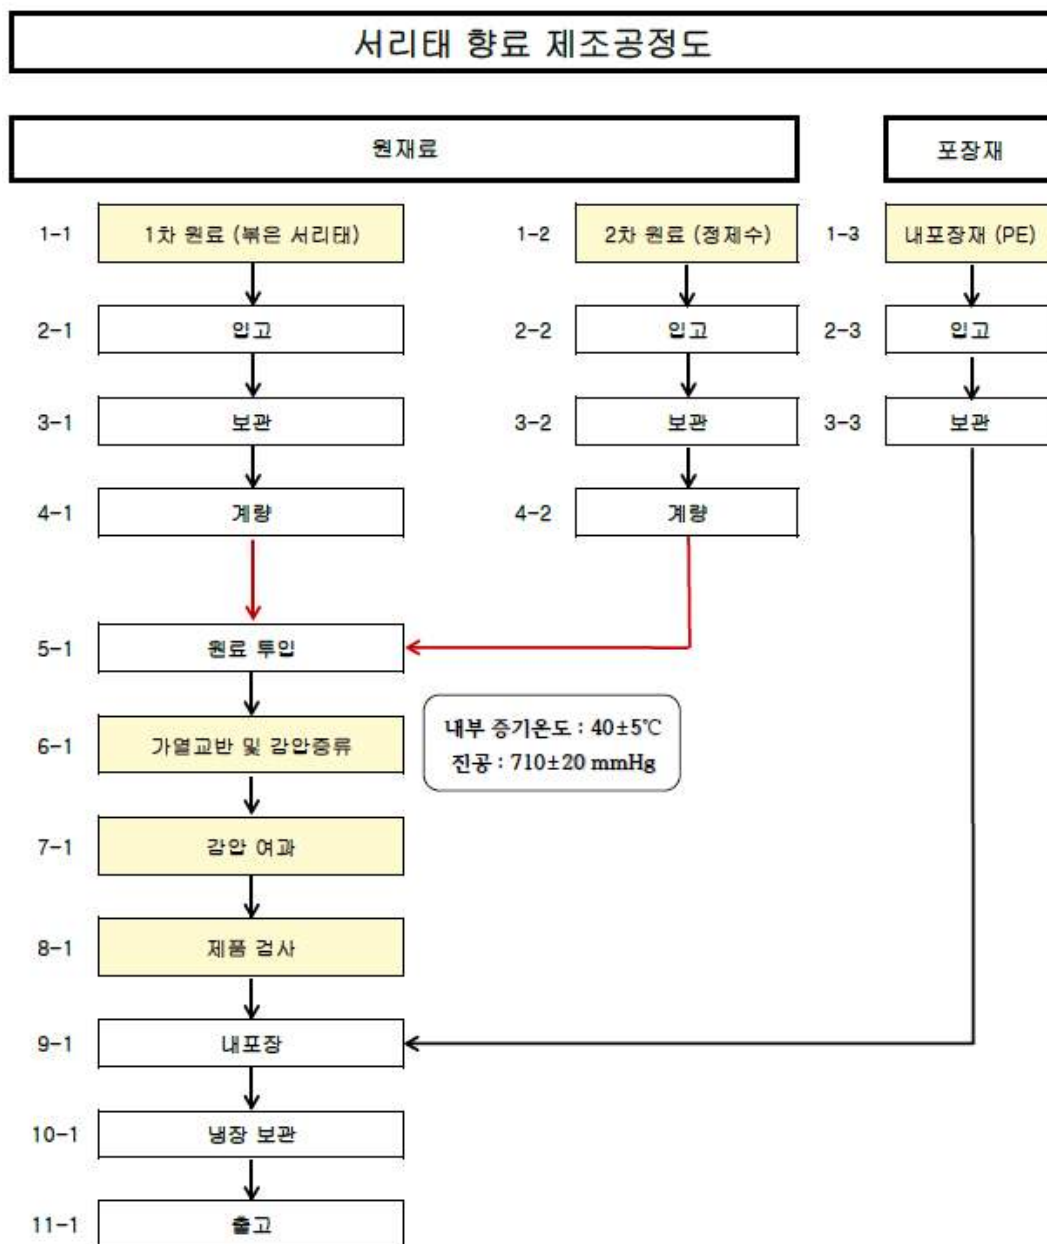 서리태 향료 제조공정도
원재료
포장재
1-1 1차 원료 (볶은 서리태) 1-2 2차 원료 (정제수) 1-3 내포장재 (PE)
2-1 입고 2-2 입고 2-3 입고
3-1 보관 3-2 보관 3-3 보관
4-1 계량 4-2 계량
5-1 원료 투입
내부 증기온도 : 40±5℃
진공 : 710±20 mmHg
6-1 가열교반 및 감압증류
7-1 감압 여과
8-1 제품 검사
9-1 내포장
10-1 냉장 보관
11-1 출고